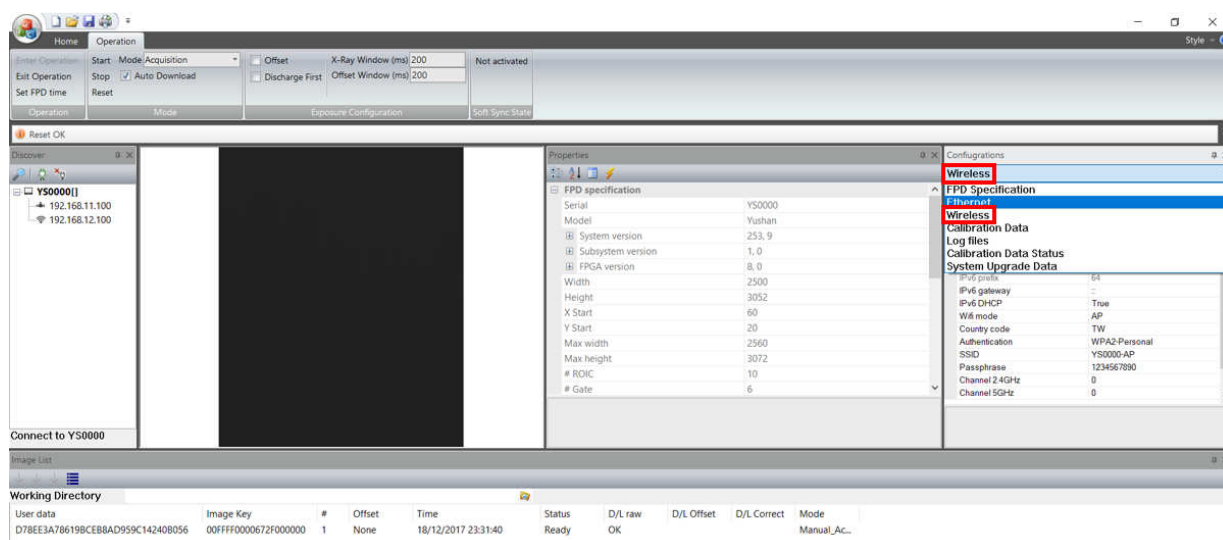 Home Operation Style
Enter Operation Start Mode Acquisition Offset X-Ray Window (ms) 200 Not activated
Exit Operation Stop Auto Download Discharge First Offset Window (ms) 200
Set FPD time Reset
Operation Mode Exposure Configuration Soft Sync State
Reset OK
Discover
YS0000[]
192.168.11.100
192.168.12.100
Connect to YS0000
Properties
FPD specification
Serial YS0000
Model Yushan
System version 253, 9
Subsystem version 1, 0
FPGA version 8, 0
Width 2500
Height 3052
X Start 60
Y Start 20
Max width 2560
Max height 3072
# ROIC 10
# Gate 6
Confiugrations
Wireless
FPD Specification
Ethernet
Wireless
Calibration Data
Log files
Calibration Data Status
System Upgrade Data
IPv6 prefix 64
IPv6 gateway ::
IPv6 DHCP True
Wifi mode AP
Country code TW
Authentication WPA2-Personal
SSID YS0000-AP
Passphrase 1234567890
Channel 2.4GHz 0
Channel 5GHz 0
Image List
Working Directory
User data Image Key # Offset Time Status D/L raw D/L Offset D/L Correct Mode
D78EE3A78619BCEB8AD959C14240B056 00FFFF0000672F000000 1 None 18/12/2017 23:31:40 Ready OK Manual_Ac...